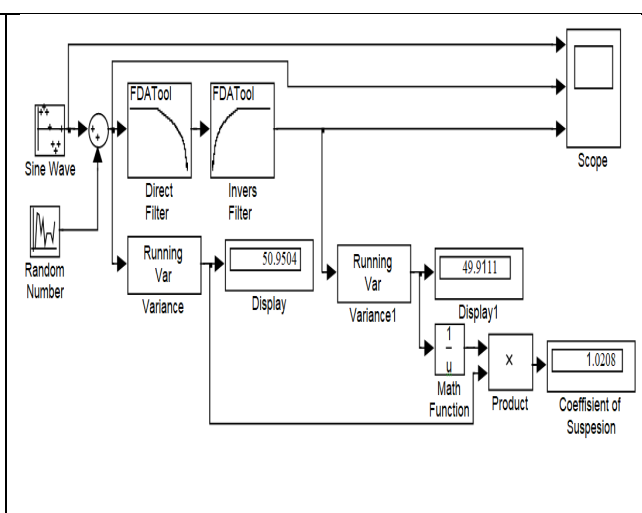 FDATool
FDATool
Sine Wave
Direct
Filter
Invers
Filter
Scope
Random
Number
Running
Var
Variance
50.9504
Display
Running
Var
Variance1
49.9111
Display1
1
u
Math
Function
×
Product
1.0208
Coeffisient of
Suspesion